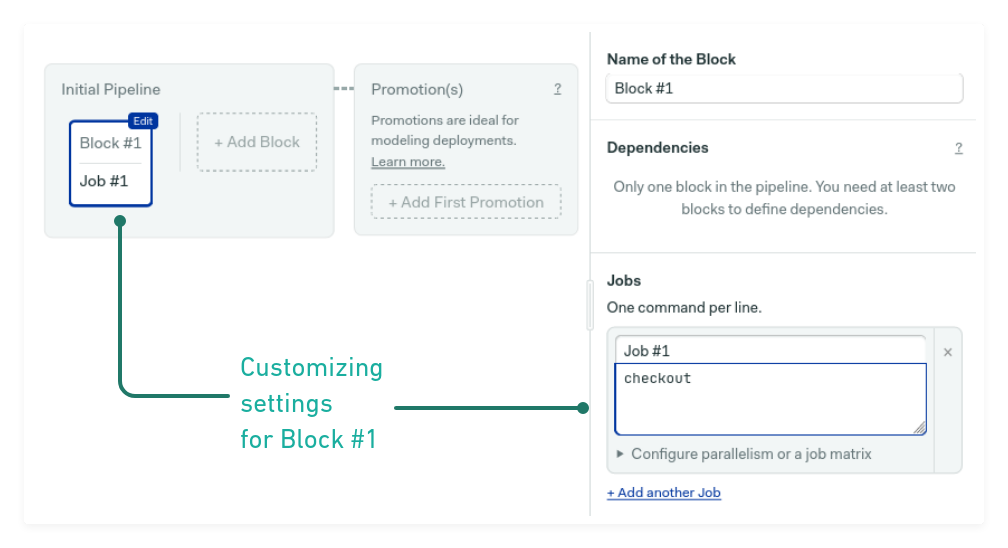 Initial Pipeline
Edit
Block #1
Job #1
+ Add Block
Promotion(s)
?
Promotions are ideal for
modeling deployments.
Learn more.
+ Add First Promotion
Customizing
settings
for Block #1
Name of the Block
Block #1
Dependencies
?
Only one block in the pipeline. You need at least two
blocks to define dependencies.
Jobs
One command per line.
Job #1
×
checkout
Configure parallelism or a job matrix
+ Add another Job